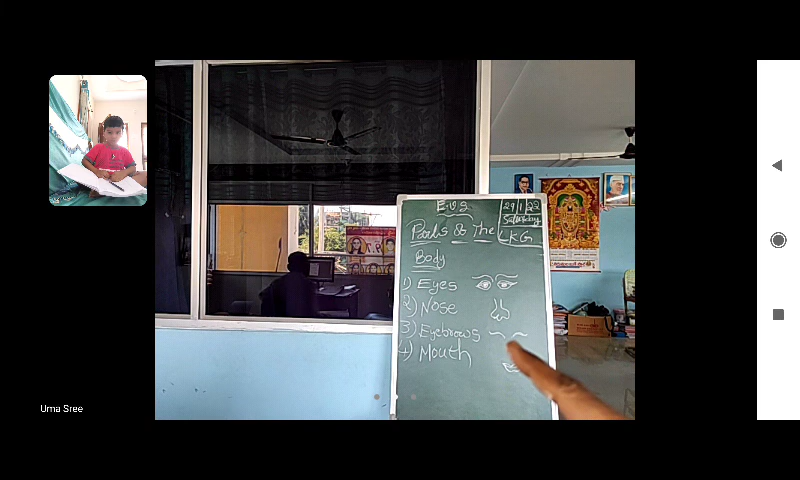 E.V.S
29/1/22
Saturday
LKG
Parts of The
Body
1) Eyes
2) Nose
3) Eyebrows
4) Mouth
Uma Sree